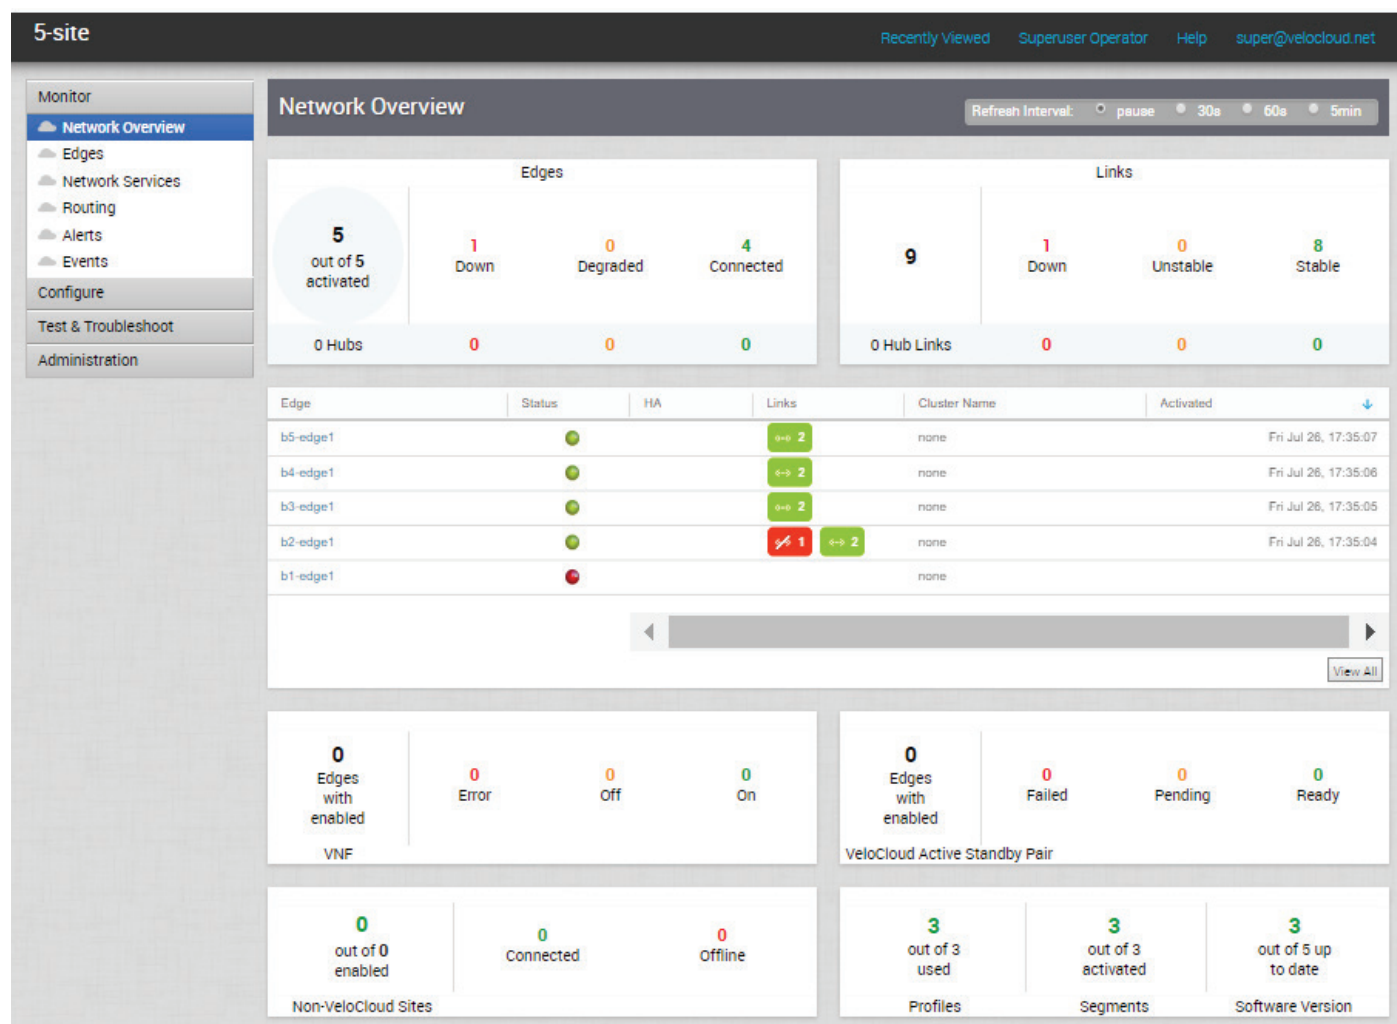 5-site
Recently Viewed Superuser Operator Help super@velocloud.net
Monitor
Network Overview
Edges
Network Services
Routing
Alerts
Events
Configure
Test & Troubleshoot
Administration
Network Overview
Refresh Interval: pause 30s 60s 5min
Edges
5
out of 5
activated
1
Down
0
Degraded
4
Connected
0 Hubs 0 0 0
Links
9
1
Down
0
Unstable
8
Stable
0 Hub Links 0 0 0
Edge Status HA Links Cluster Name Activated
b5-edge1 2 none Fri Jul 26, 17:35:07
b4-edge1 2 none Fri Jul 26, 17:35:06
b3-edge1 2 none Fri Jul 26, 17:35:05
b2-edge1 1 2 none Fri Jul 26, 17:35:04
b1-edge1 none
View All
0
Edges
with
enabled
VNF
0
Error
0
Off
0
On
0
Edges
with
enabled
VeloCloud Active Standby Pair
0
Failed
0
Pending
0
Ready
0
out of 0
enabled
Non-VeloCloud Sites
0
Connected
0
Offline
3
out of 3
used
Profiles
3
out of 3
activated
Segments
3
out of 5 up
to date
Software Version